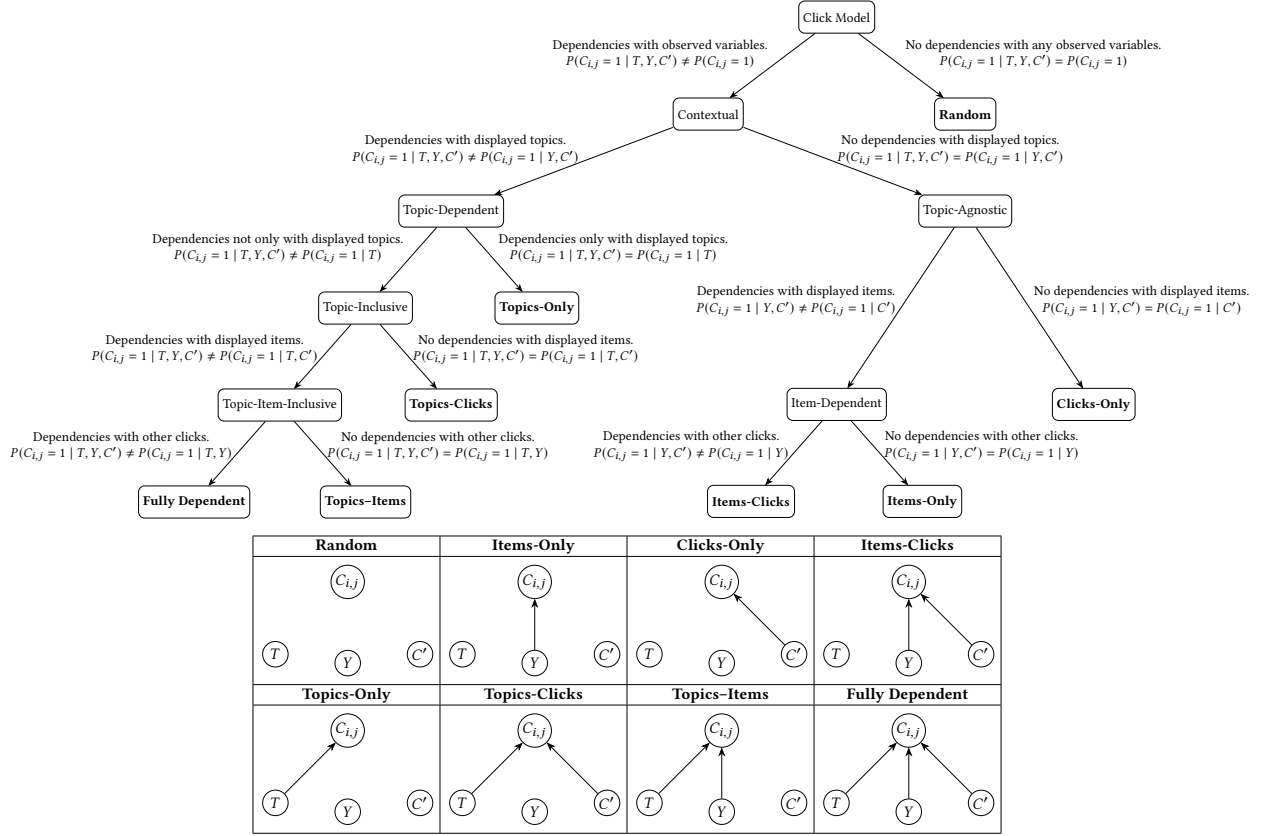 Click Model
Dependencies with observed variables.
P(C_{i,j} = 1 | T, Y, C′) ≠ P(C_{i,j} = 1)
No dependencies with any observed variables.
P(C_{i,j} = 1 | T, Y, C′) = P(C_{i,j} = 1)
Contextual
Random
Dependencies with displayed topics.
P(C_{i,j} = 1 | T, Y, C′) ≠ P(C_{i,j} = 1 | Y, C′)
No dependencies with displayed topics.
P(C_{i,j} = 1 | T, Y, C′) = P(C_{i,j} = 1 | Y, C′)
Topic-Dependent
Topic-Agnostic
Dependencies not only with displayed topics.
P(C_{i,j} = 1 | T, Y, C′) ≠ P(C_{i,j} = 1 | T)
Dependencies only with displayed topics.
P(C_{i,j} = 1 | T, Y, C′) = P(C_{i,j} = 1 | T)
Dependencies with displayed items.
P(C_{i,j} = 1 | Y, C′) ≠ P(C_{i,j} = 1 | C′)
No dependencies with displayed items.
P(C_{i,j} = 1 | Y, C′) = P(C_{i,j} = 1 | C′)
Topic-Inclusive
Topics-Only
Dependencies with displayed items.
P(C_{i,j} = 1 | T, Y, C′) ≠ P(C_{i,j} = 1 | T, C′)
No dependencies with displayed items.
P(C_{i,j} = 1 | T, Y, C′) = P(C_{i,j} = 1 | T, C′)
Topic-Item-Inclusive
Topics-Clicks
Item-Dependent
Clicks-Only
Dependencies with other clicks.
P(C_{i,j} = 1 | T, Y, C′) ≠ P(C_{i,j} = 1 | T, Y)
No dependencies with other clicks.
P(C_{i,j} = 1 | T, Y, C′) = P(C_{i,j} = 1 | T, Y)
Dependencies with other clicks.
P(C_{i,j} = 1 | Y, C′) ≠ P(C_{i,j} = 1 | Y)
No dependencies with other clicks.
P(C_{i,j} = 1 | Y, C′) = P(C_{i,j} = 1 | Y)
Fully Dependent
Topics–Items
Items-Clicks
Items-Only
Random
Items-Only
Clicks-Only
Items-Clicks
C_{i,j}
C_{i,j}
C_{i,j}
C_{i,j}
T Y C′
T Y C′
T Y C′
T Y C′
Topics-Only
Topics-Clicks
Topics–Items
Fully Dependent
C_{i,j}
C_{i,j}
C_{i,j}
C_{i,j}
T Y C′
T Y C′
T Y C′
T Y C′